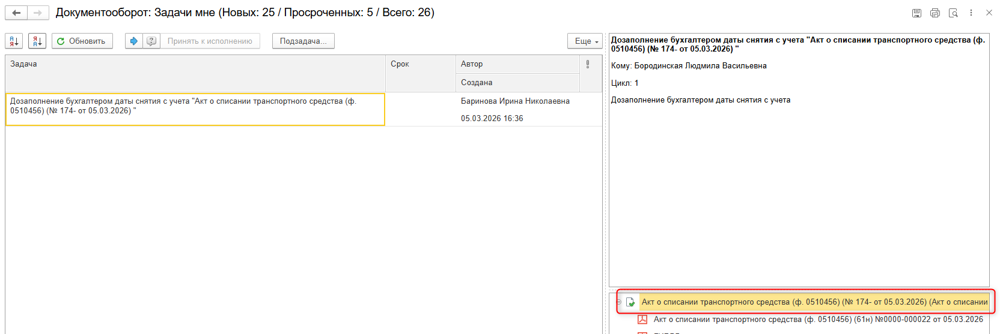 Документооборот: Задачи мне (Новых: 25 / Просроченных: 5 / Всего: 26)
Обновить
Принять к исполнению
Подзадача...
Еще
Задача
Срок
Автор
Создана
Дозаполнение бухгалтером даты снятия с учета "Акт о списании транспортного средства (ф.
0510456) (№ 174- от 05.03.2026) "
Баринова Ирина Николаевна
05.03.2026 16:36
Дозаполнение бухгалтером даты снятия с учета "Акт о списании транспортного средства (ф.
0510456) (№ 174- от 05.03.2026) "
Кому: Бородинская Людмила Васильевна
Цикл: 1
Дозаполнение бухгалтером даты снятия с учета
Акт о списании транспортного средства (ф. 0510456) (№ 174- от 05.03.2026) (Акт о списании
Акт о списании транспортного средства (ф. 0510456) (61н) №0000-000022 от 05.03.2026